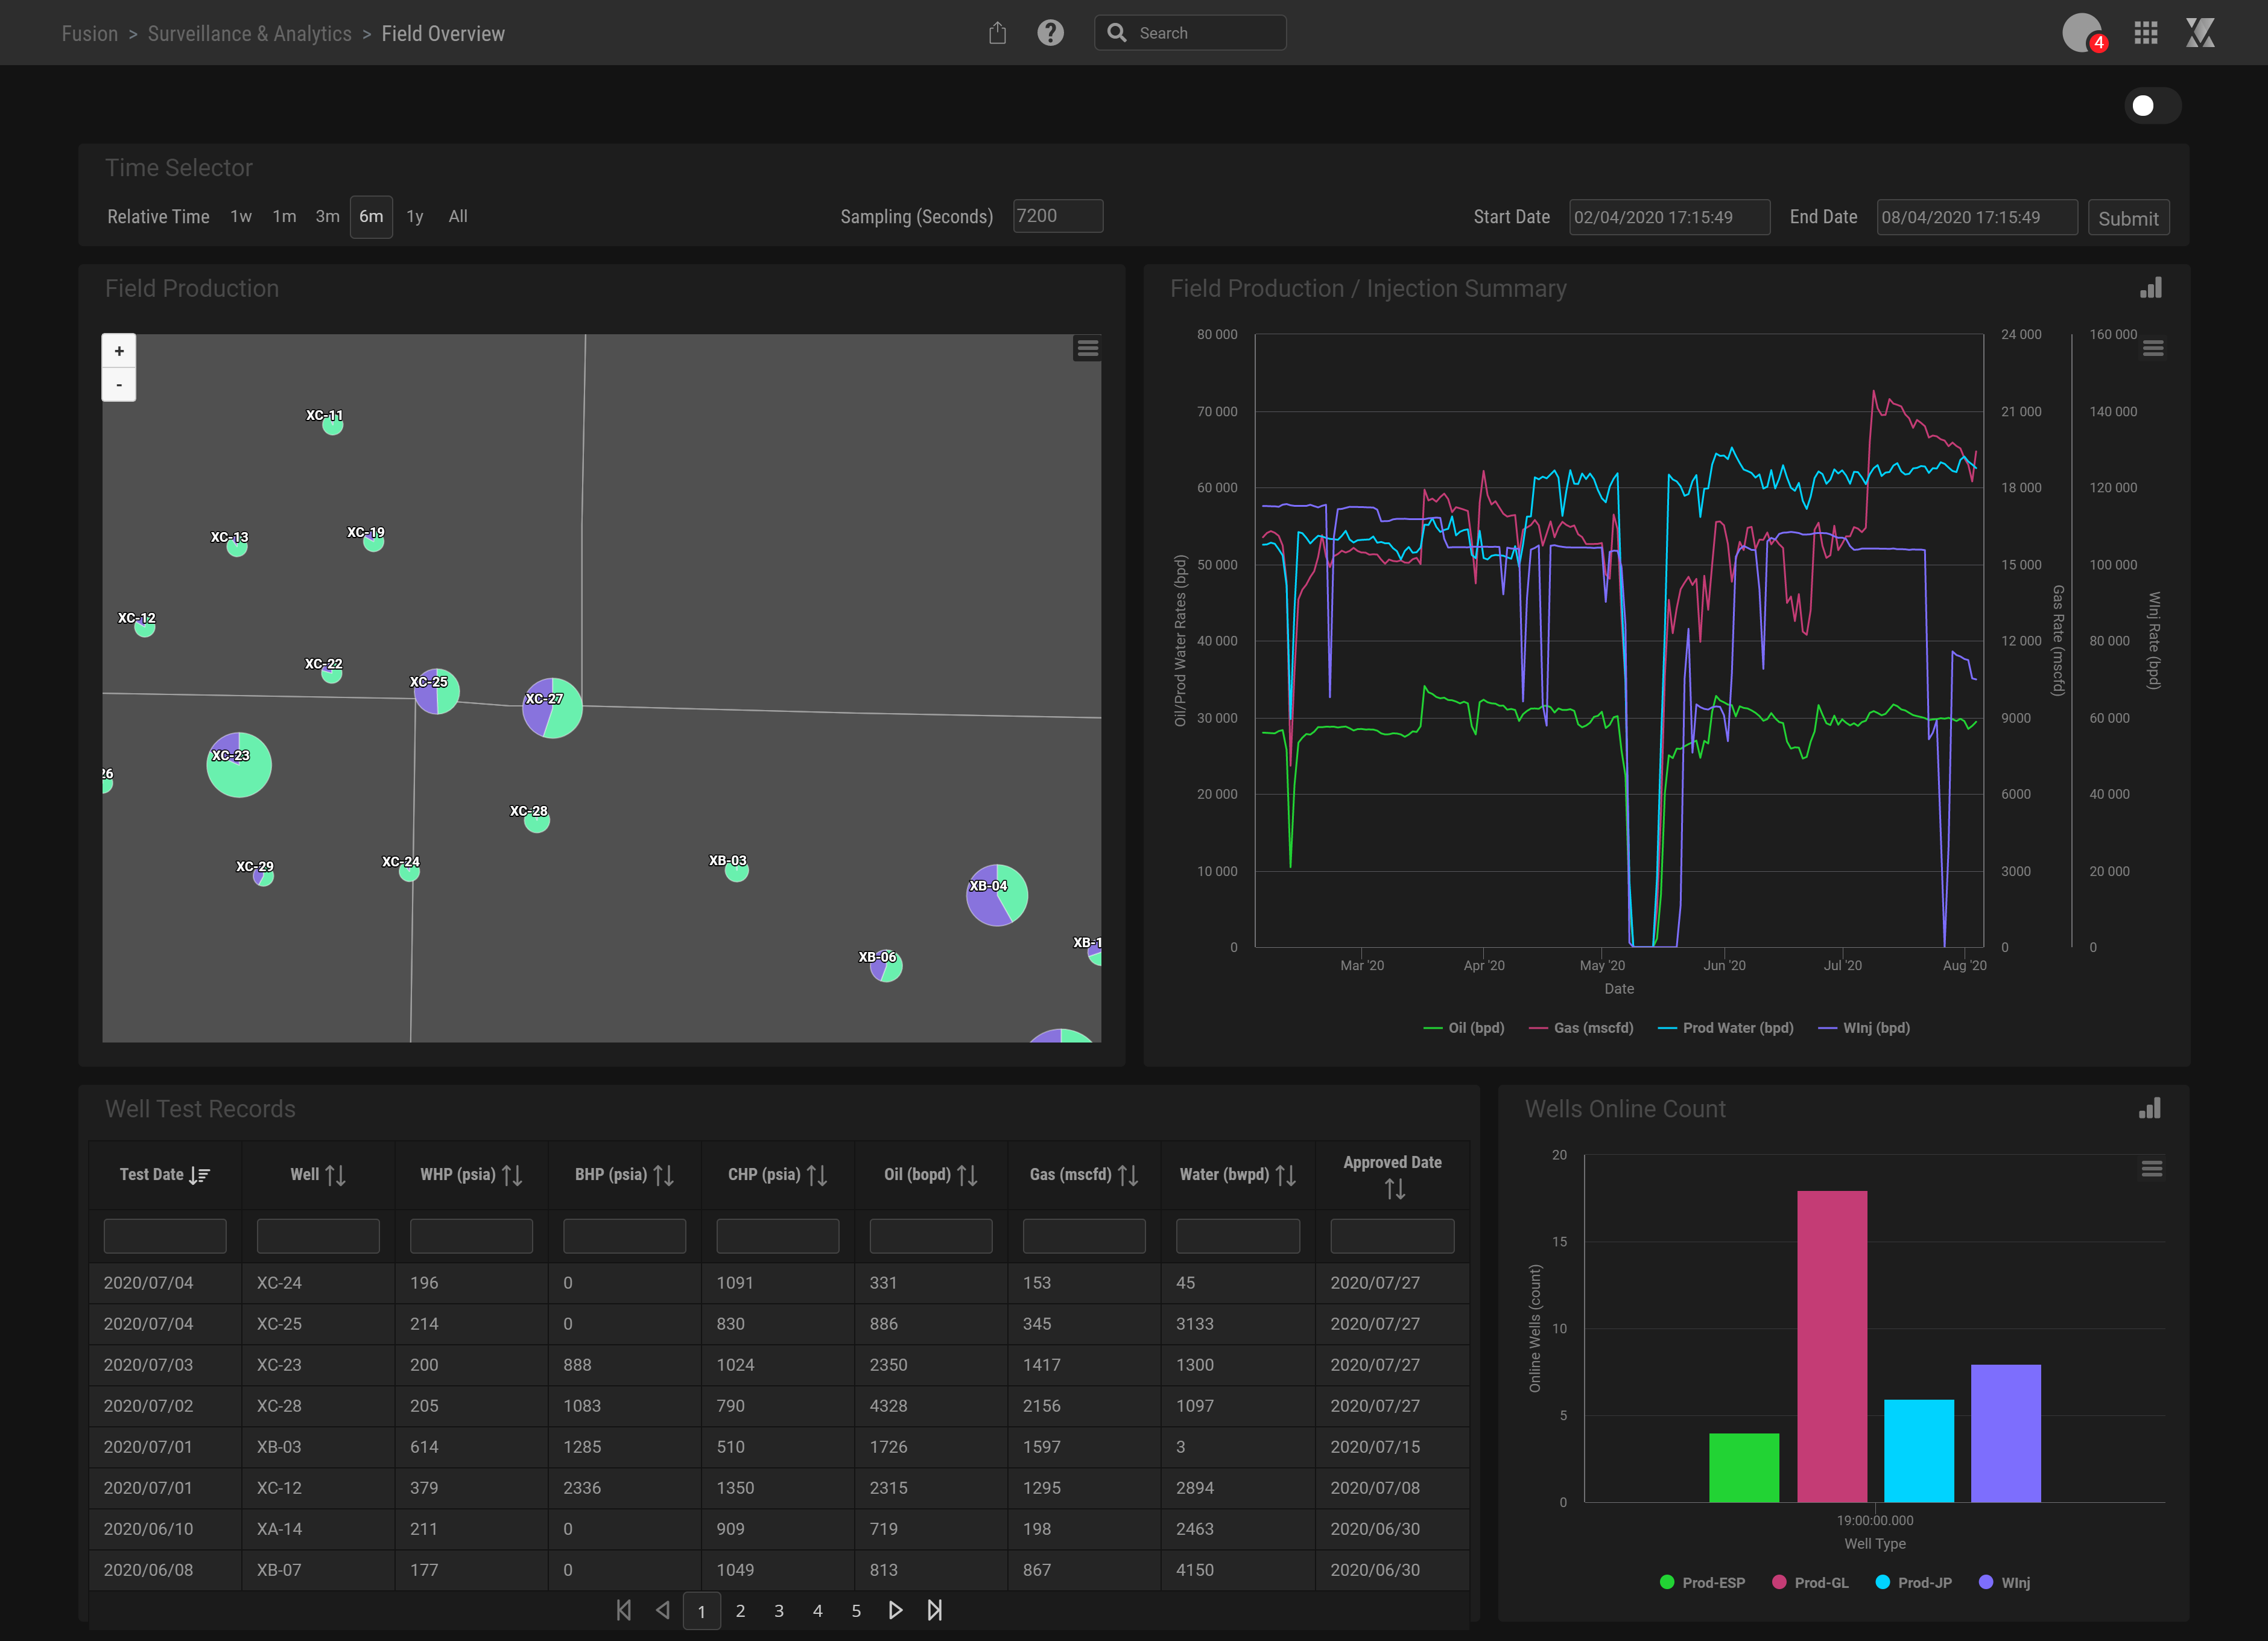 Fusion > Surveillance & Analytics > Field Overview
Search
4
Time Selector
Relative Time 1w 1m 3m 6m 1y All
Sampling (Seconds) 7200
Start Date 02/04/2020 17:15:49 End Date 08/04/2020 17:15:49 Submit
Field Production
+
-
XC-11
XC-13
XC-19
XC-12
XC-22
XC-25
XC-27
XC-23
26
XC-28
XC-29
XC-24
XB-03
XB-04
XB-1
XB-06
Field Production / Injection Summary
80 000 24 000 160 000
70 000 21 000 140 000
60 000 18 000 120 000
50 000 15 000 100 000
40 000 12 000 80 000
30 000 9000 60 000
20 000 6000 40 000
10 000 3000 20 000
0 0 0
Oil/Prod Water Rates (bpd)
Gas Rate (mscfd)
WInj Rate (bpd)
Mar '20 Apr '20 May '20 Jun '20 Jul '20 Aug '20
Date
Oil (bpd) Gas (mscfd) Prod Water (bpd) WInj (bpd)
Well Test Records
Test Date Well WHP (psia) BHP (psia) CHP (psia) Oil (bopd) Gas (mscfd) Water (bwpd) Approved Date
2020/07/04 XC-24 196 0 1091 331 153 45 2020/07/27
2020/07/04 XC-25 214 0 830 886 345 3133 2020/07/27
2020/07/03 XC-23 200 888 1024 2350 1417 1300 2020/07/27
2020/07/02 XC-28 205 1083 790 4328 2156 1097 2020/07/27
2020/07/01 XB-03 614 1285 510 1726 1597 3 2020/07/15
2020/07/01 XC-12 379 2336 1350 2315 1295 2894 2020/07/08
2020/06/10 XA-14 211 0 909 719 198 2463 2020/06/30
2020/06/08 XB-07 177 0 1049 813 867 4150 2020/06/30
1 2 3 4 5
Wells Online Count
20
15
10
5
0
Online Wells (count)
19:00:00.000
Well Type
Prod-ESP Prod-GL Prod-JP WInj